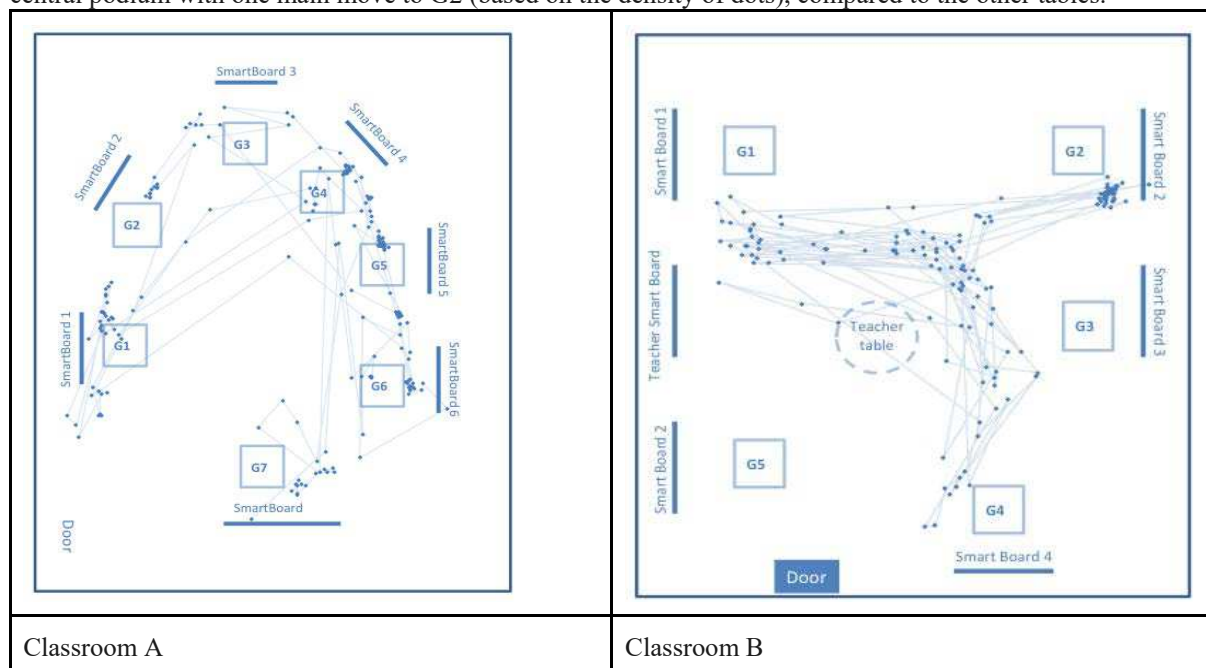 central podium with one main move to G2 (based on the density of dots), compared to the other tables.
SmartBoard 3
SmartBoard 4
SmartBoard 2
G3
G4
G2
G5
SmartBoard 5
SmartBoard 1
G1
G6
SmartBoard 6
G7
SmartBoard
Door
Smart Board 1
G1
G2
Smart Board 2
Teacher Smart Board
Teacher
table
G3
Smart Board 3
Smart Board 2
G5
G4
Smart Board 4
Door
Classroom A
Classroom B